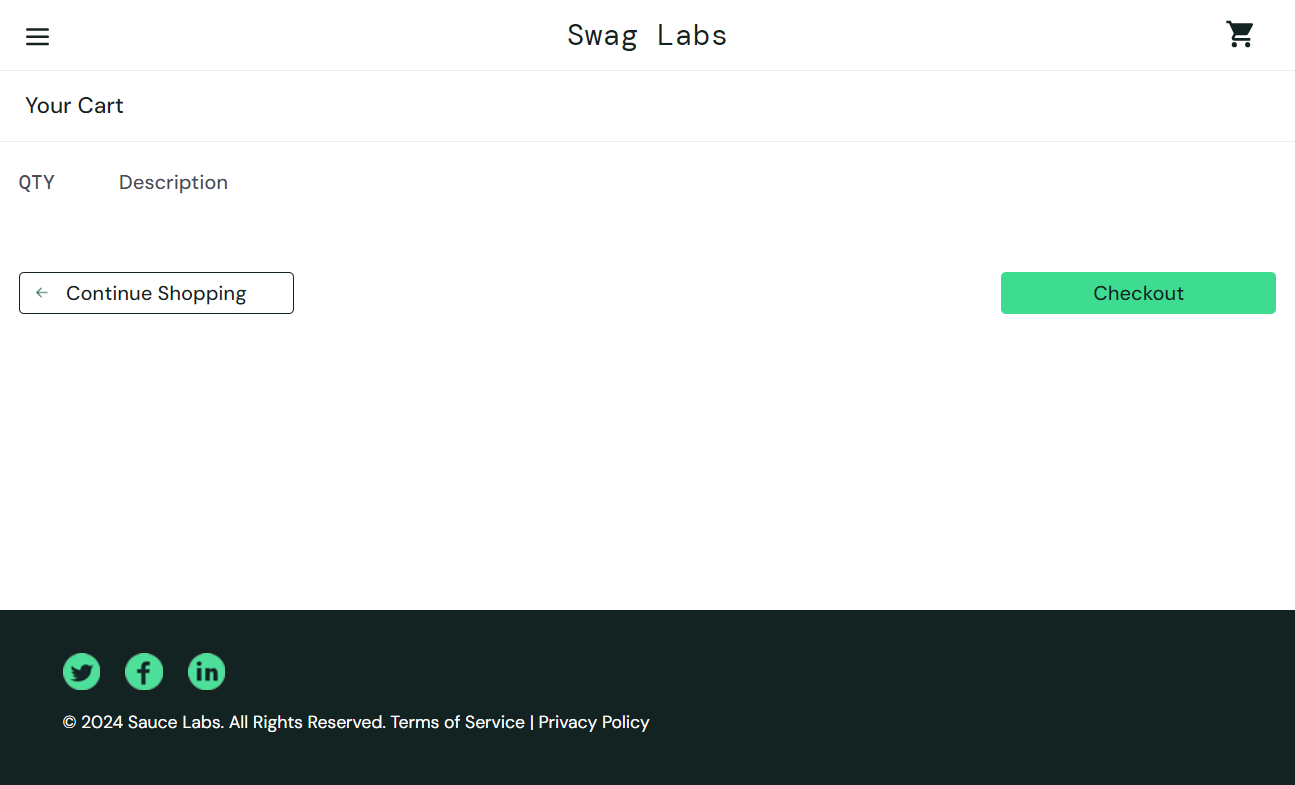 Swag Labs
Your Cart
QTY Description
Continue Shopping
Checkout
© 2024 Sauce Labs. All Rights Reserved. Terms of Service | Privacy Policy